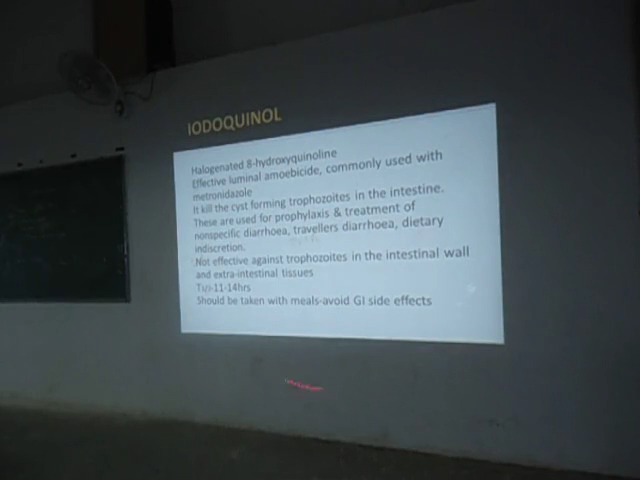 IODOQUINOL
Halogenated 8-hydroxyquinoline
Effective luminal amoebicide, commonly used with
metronidazole
It kill the cyst forming trophozoites in the intestine.
These are used for prophylaxis & treatment of
nonspecific diarrhoea, travellers diarrhoea, dietary
indiscretion.
Not effective against trophozoites in the intestinal wall
and extra-intestinal tissues
T½-11-14hrs
Should be taken with meals-avoid GI side effects